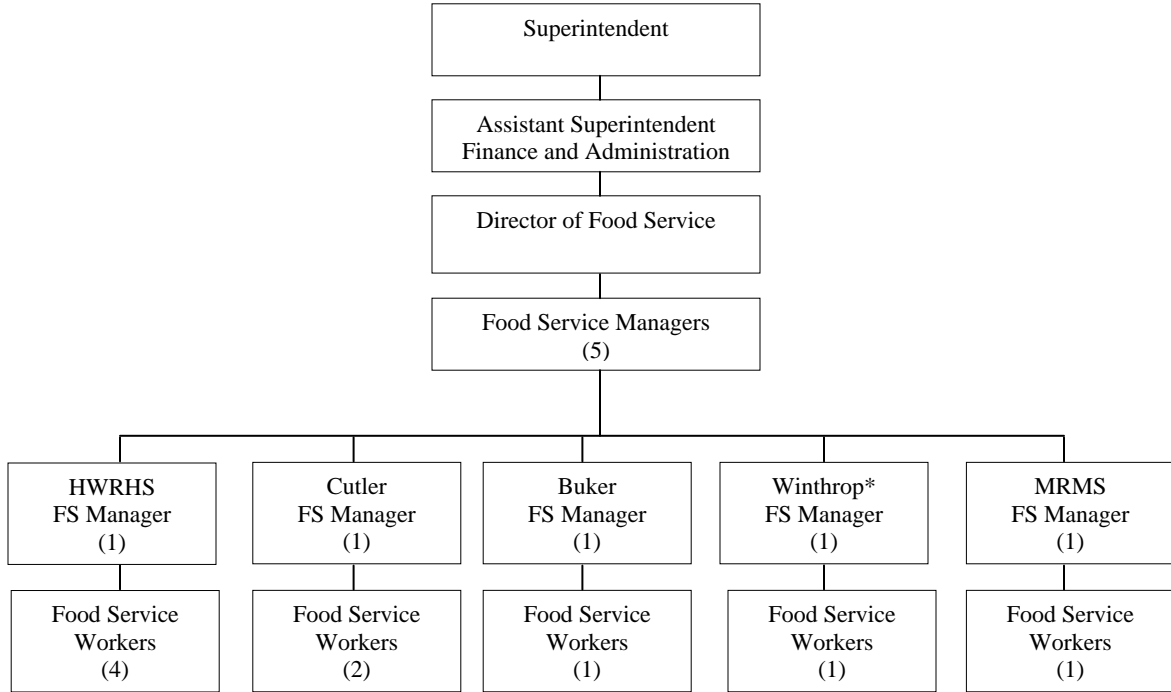 Superintendent
Assistant Superintendent
Finance and Administration
Director of Food Service
Food Service Managers
(5)
HWRHS
FS Manager
(1)
Cutler
FS Manager
(1)
Buker
FS Manager
(1)
Winthrop*
FS Manager
(1)
MRMS
FS Manager
(1)
Food Service
Workers
(4)
Food Service
Workers
(2)
Food Service
Workers
(1)
Food Service
Workers
(1)
Food Service
Workers
(1)